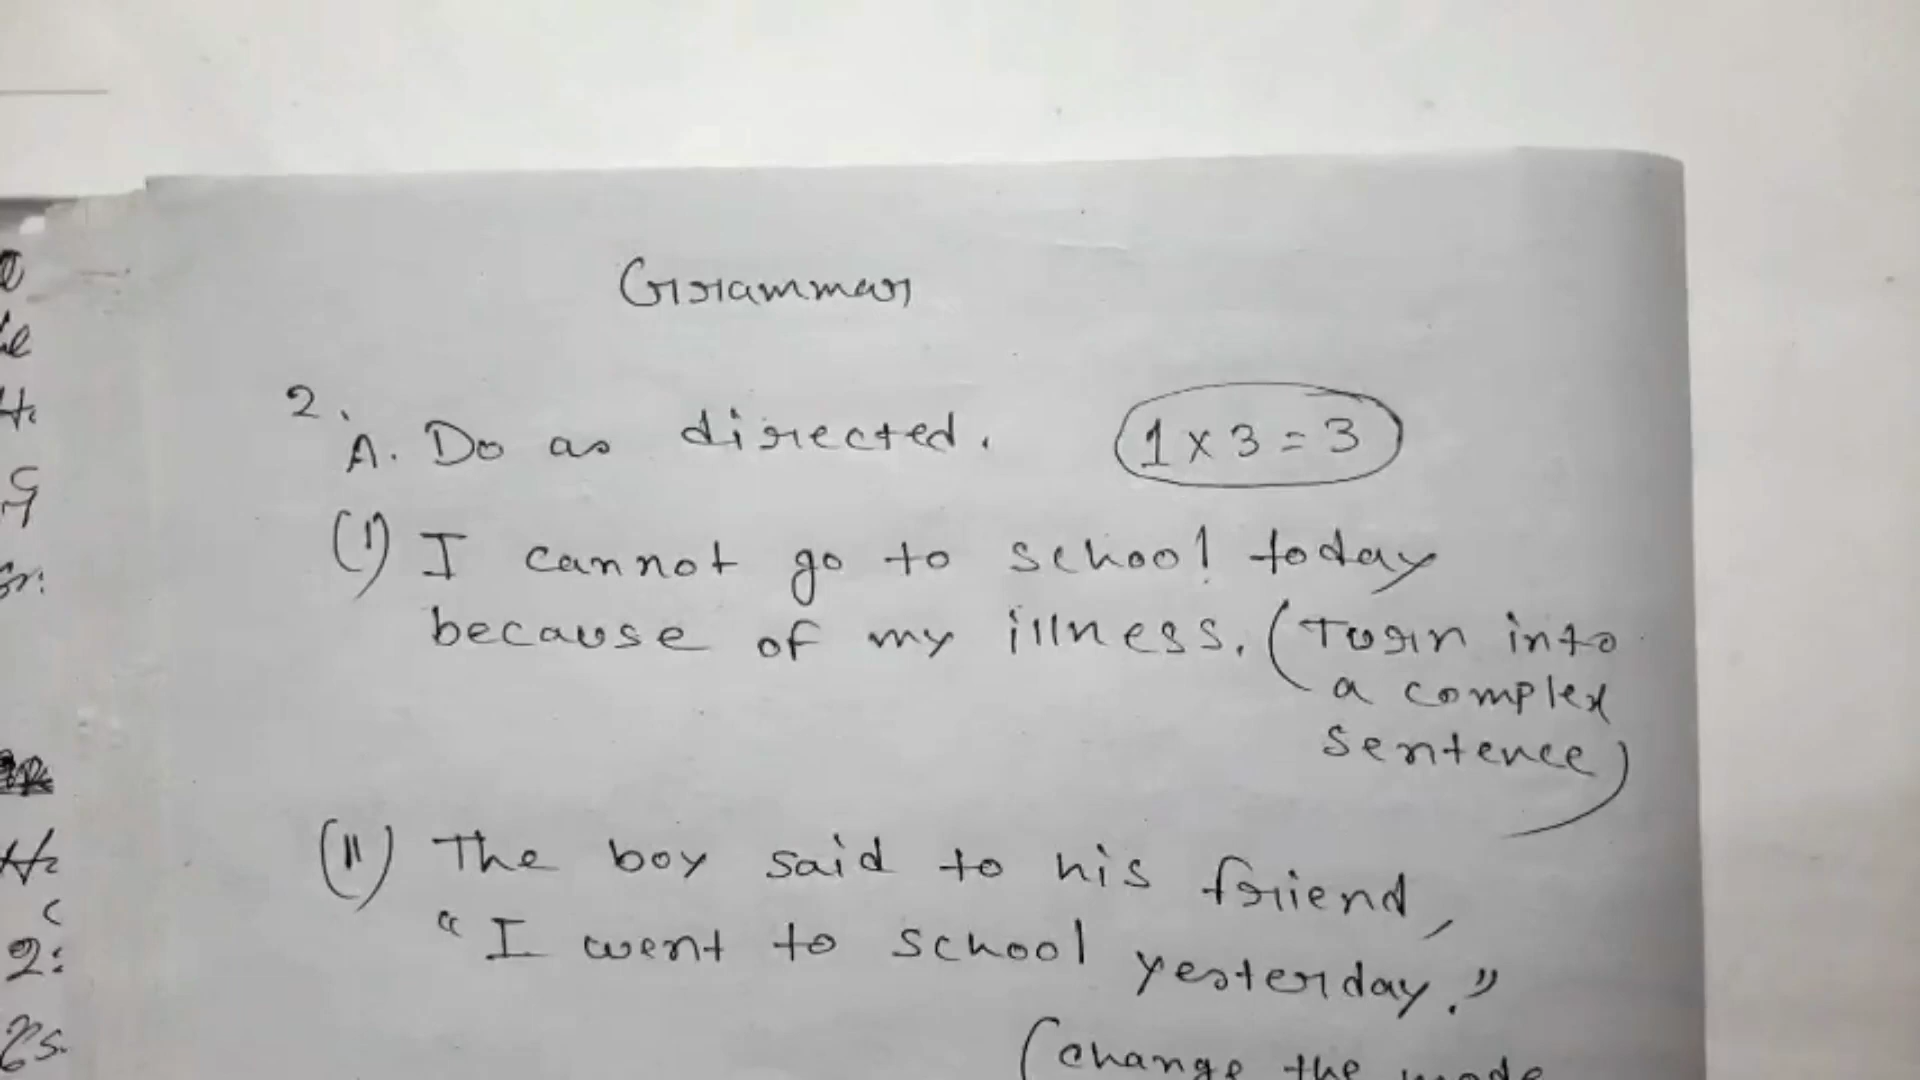 Grammar
2.
A. Do as directed. 1 x 3 = 3
(I) I cannot go to school today
because of my illness. (Turn into
a complex
sentence)
(II) The boy said to his friend,
"I went to school yesterday."
(change the mode